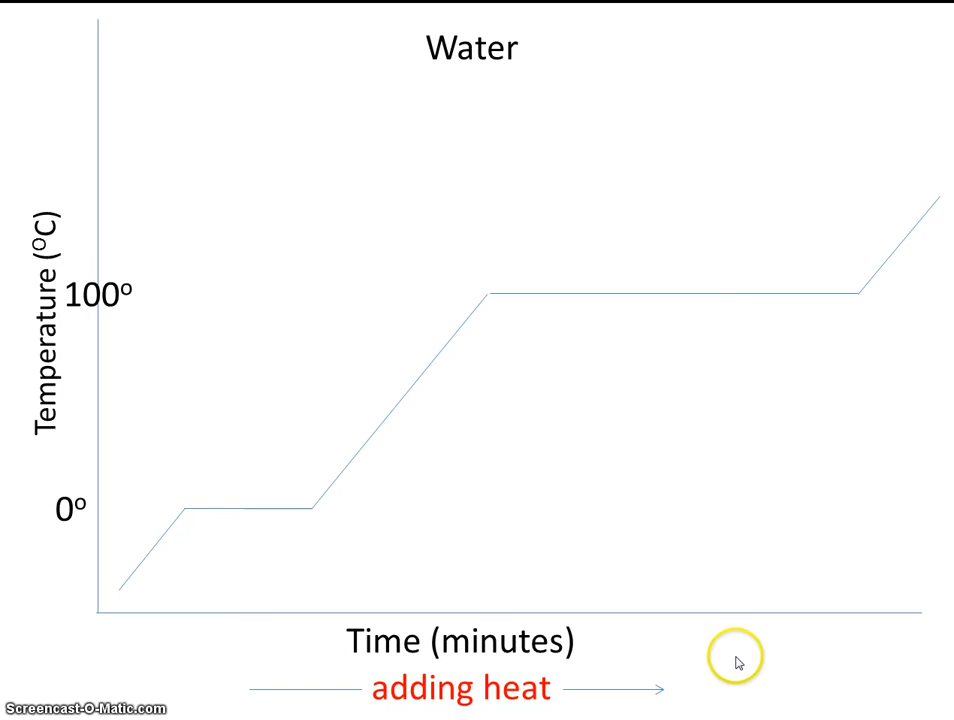 Water
Temperature (ºC)
100º
0º
Time (minutes)
adding heat
Screencast-O-Matic.com